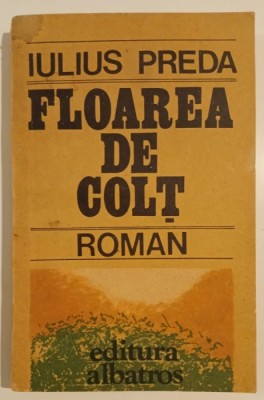 IULIUS PREDA
FLOAREA
DE
COLȚ
ROMAN
editura
albatros